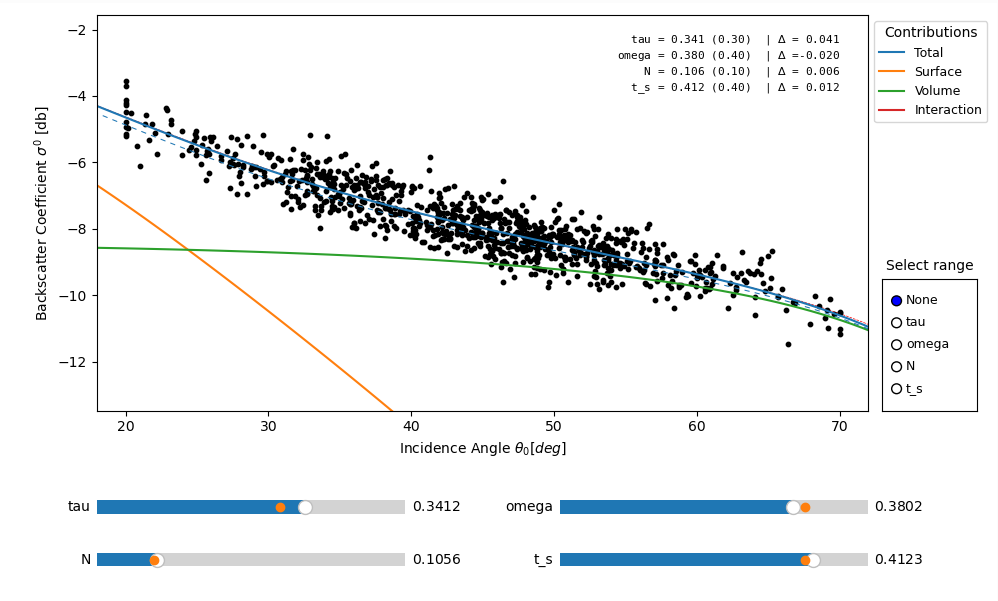 tau = 0.341 (0.30) | Δ = 0.041
omega = 0.380 (0.40) | Δ =-0.020
N = 0.106 (0.10) | Δ = 0.006
t_s = 0.412 (0.40) | Δ = 0.012
Contributions
Total
Surface
Volume
Interaction
Backscatter Coefficient σ⁰ [db]
−2
−4
−6
−8
−10
−12
20 30 40 50 60 70
Incidence Angle θ₀[deg]
Select range
None
tau
omega
N
t_s
tau 0.3412
omega 0.3802
N 0.1056
t_s 0.4123